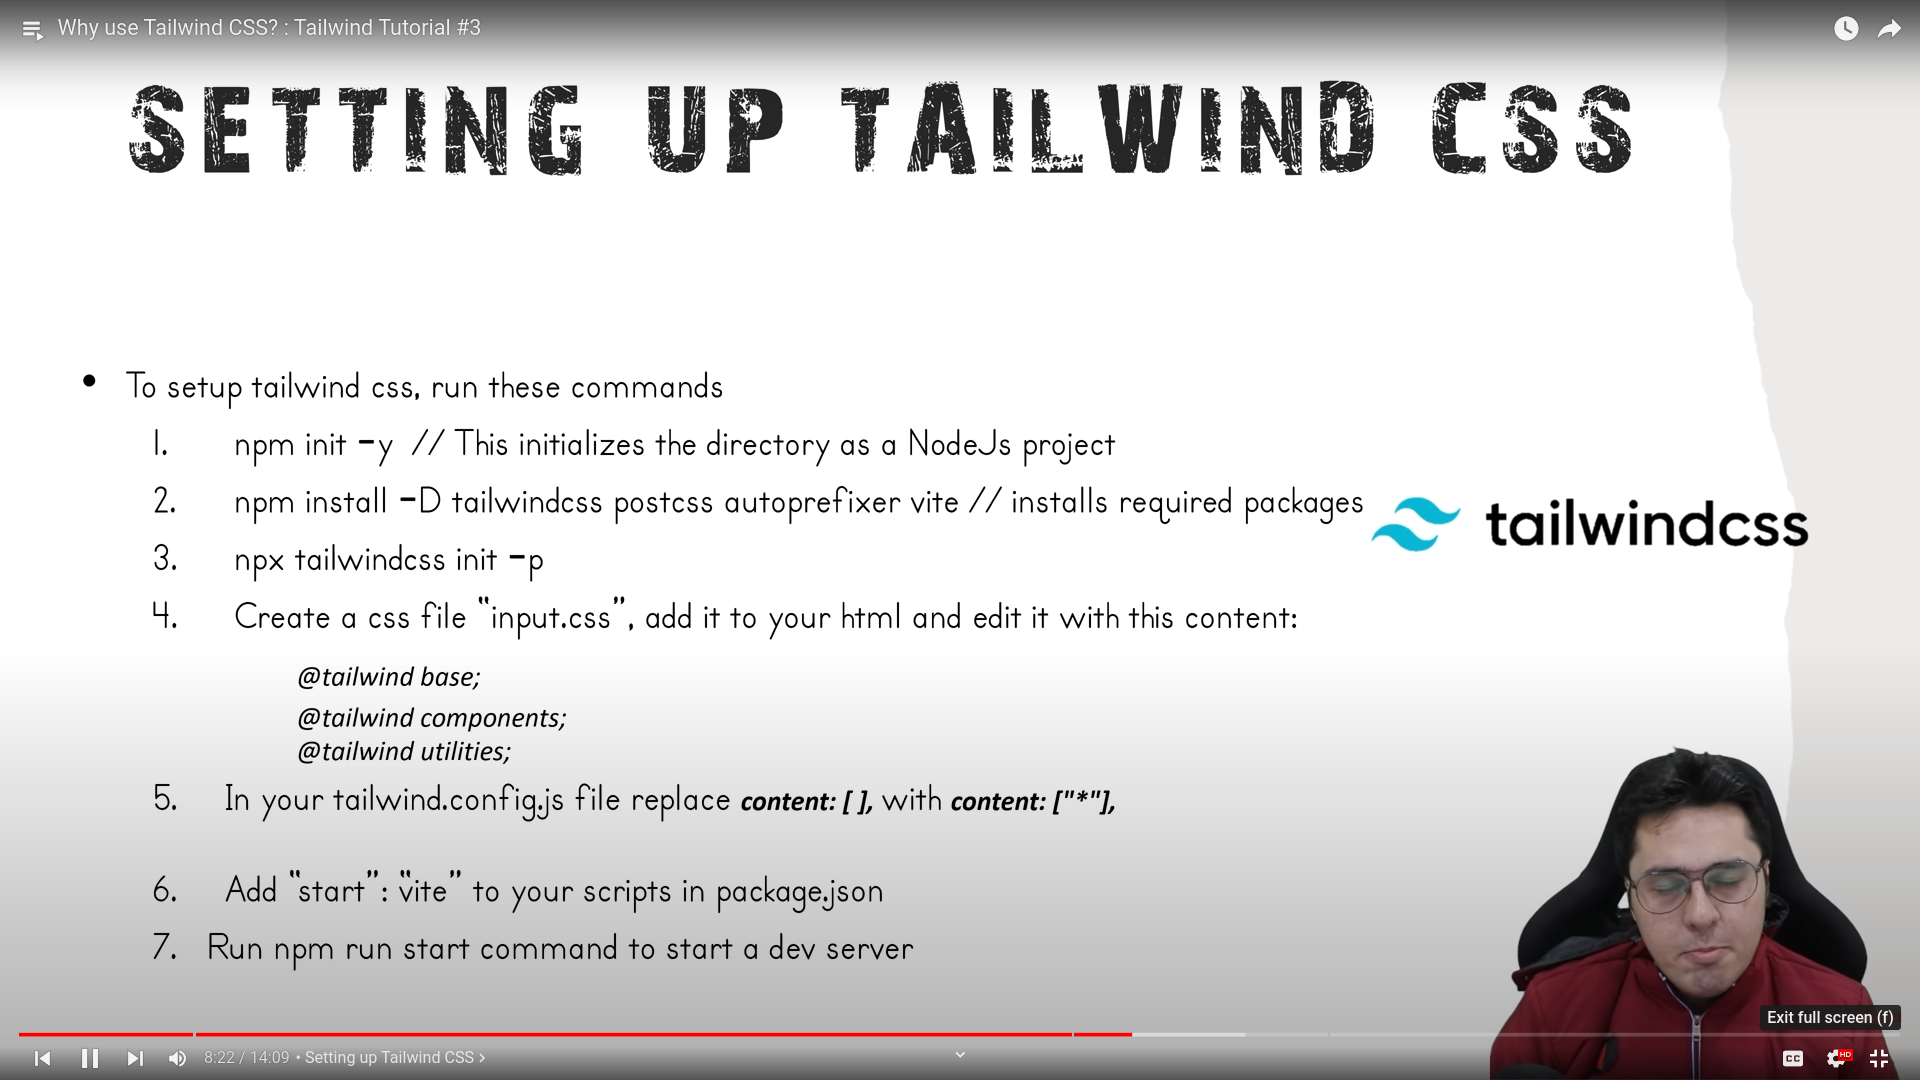 Why use Tailwind CSS? : Tailwind Tutorial #3
SETTING UP TAILWIND CSS
• To setup tailwind css, run these commands
1. npm init -y // This initializes the directory as a NodeJs project
2. npm install -D tailwindcss postcss autoprefixer vite // installs required packages
tailwindcss
3. npx tailwindcss init -p
4. Create a css file "input.css", add it to your html and edit it with this content:
@tailwind base;
@tailwind components;
@tailwind utilities;
5. In your tailwind.config.js file replace content: [ ], with content: ["*"],
6. Add "start": "vite" to your scripts in package.json
7. Run npm run start command to start a dev server
Exit full screen (f)
8:22 / 14:09 • Setting up Tailwind CSS >
CC
HD